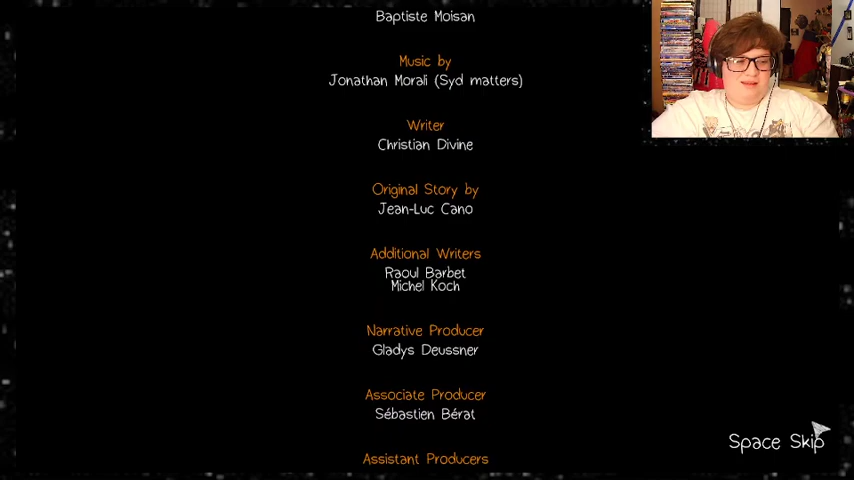 Baptiste Moisan
Music by
Jonathan Morali (Syd matters)
Writer
Christian Divine
Original Story by
Jean-Luc Cano
Additional Writers
Raoul Barbet
Michel Koch
Narrative Producer
Gladys Deussner
Associate Producer
Sébastien Bérat
Assistant Producers
Space Skip